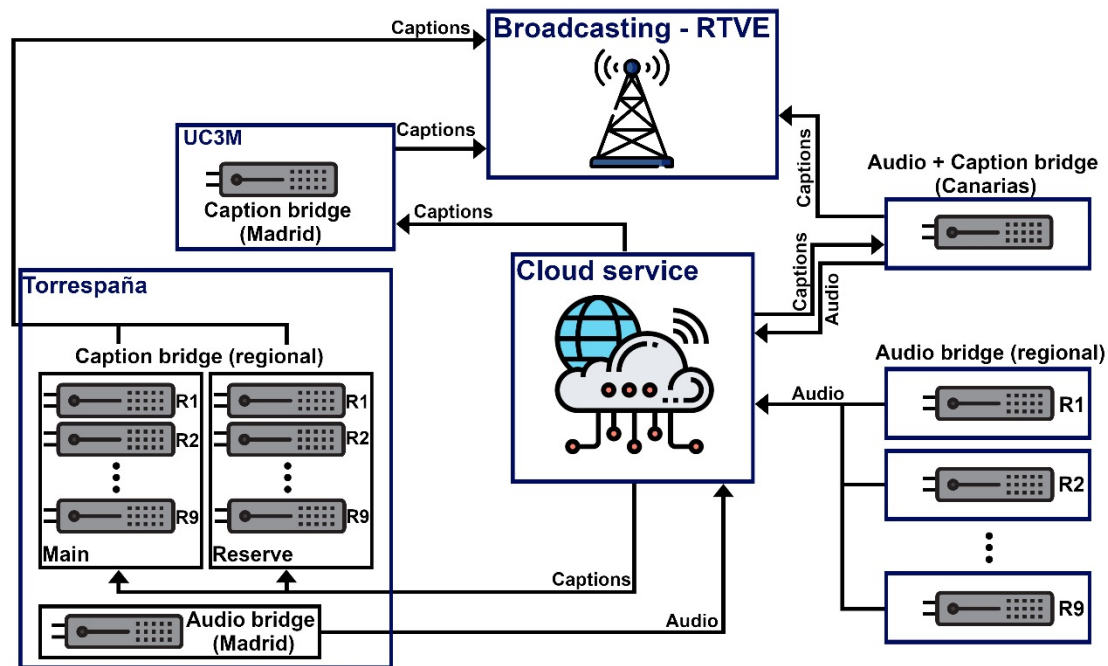 Captions
Broadcasting - RTVE
UC3M
Captions
Caption bridge
(Madrid)
Captions
Captions
Audio + Caption bridge
(Canarias)
Torrespaña
Cloud service
Captions
Audio
Caption bridge (regional)
R1
R2
R9
Main
R1
R2
R9
Reserve
Audio bridge (regional)
Audio
R1
R2
R9
Captions
Audio bridge
(Madrid)
Audio